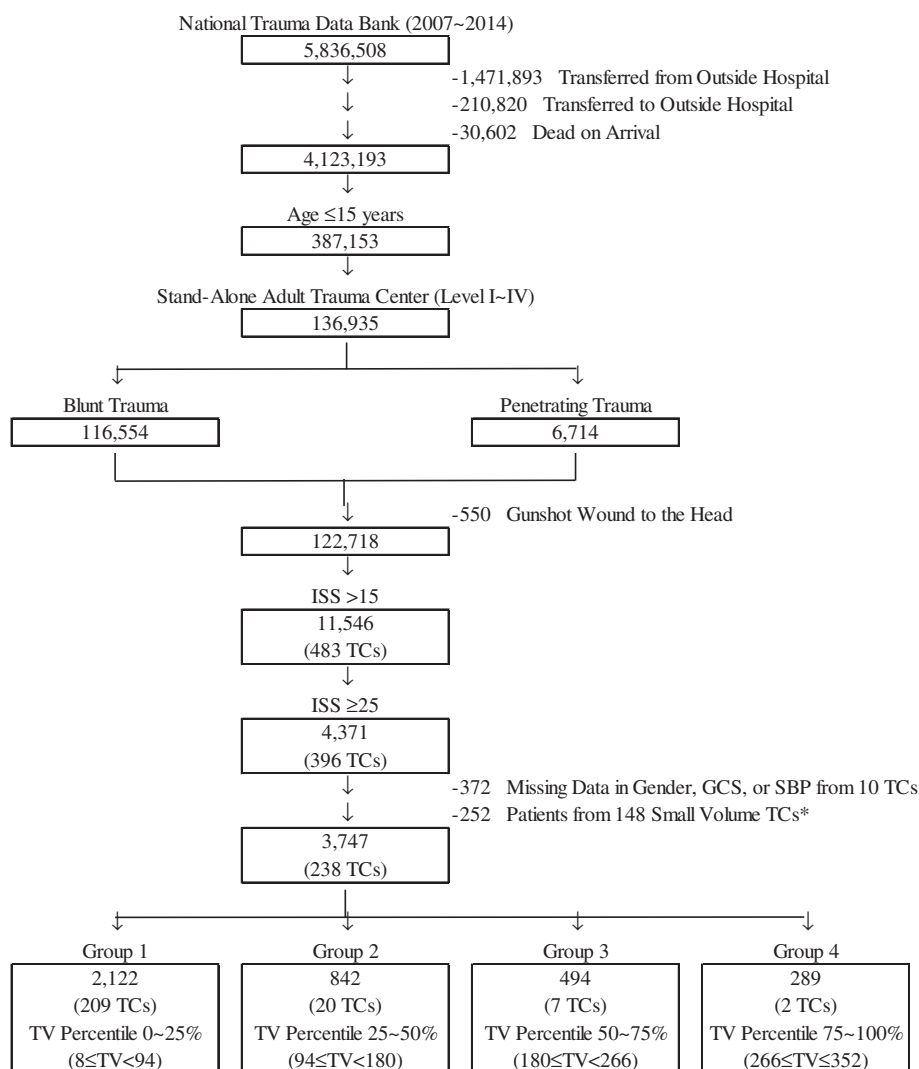 National Trauma Data Bank (2007~2014)
5,836,508
-1,471,893 Transferred from Outside Hospital
-210,820 Transferred to Outside Hospital
-30,602 Dead on Arrival
4,123,193
Age ≤15 years
387,153
Stand-Alone Adult Trauma Center (Level I~IV)
136,935
Blunt Trauma
116,554
Penetrating Trauma
6,714
-550 Gunshot Wound to the Head
122,718
ISS >15
11,546
(483 TCs)
ISS ≥25
4,371
(396 TCs)
-372 Missing Data in Gender, GCS, or SBP from 10 TCs
-252 Patients from 148 Small Volume TCs*
3,747
(238 TCs)
Group 1
2,122
(209 TCs)
TV Percentile 0~25%
(8≤TV<94)
Group 2
842
(20 TCs)
TV Percentile 25~50%
(94≤TV<180)
Group 3
494
(7 TCs)
TV Percentile 50~75%
(180≤TV<266)
Group 4
289
(2 TCs)
TV Percentile 75~100%
(266≤TV≤352)